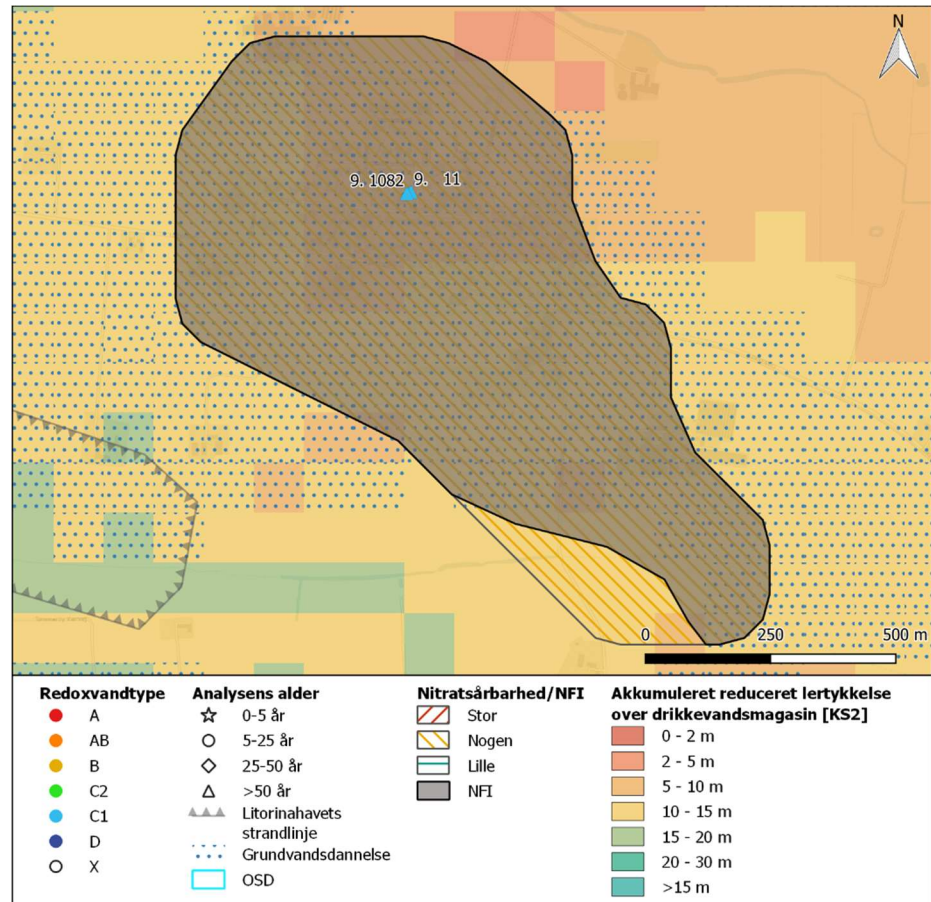 N
9. 1082 9. 11
0 250 500 m
Redoxvandtype
A
AB
B
C2
C1
D
X
Analysens alder
0-5 år
5-25 år
25-50 år
>50 år
Litorinahavets
strandlinje
Grundvandsdannelse
OSD
Nitratsårbarhed/NFI
Stor
Nogen
Lille
NFI
Akkumuleret reduceret lertykkelse
over drikkevandsmagasin [KS2]
0 - 2 m
2 - 5 m
5 - 10 m
10 - 15 m
15 - 20 m
20 - 30 m
>15 m